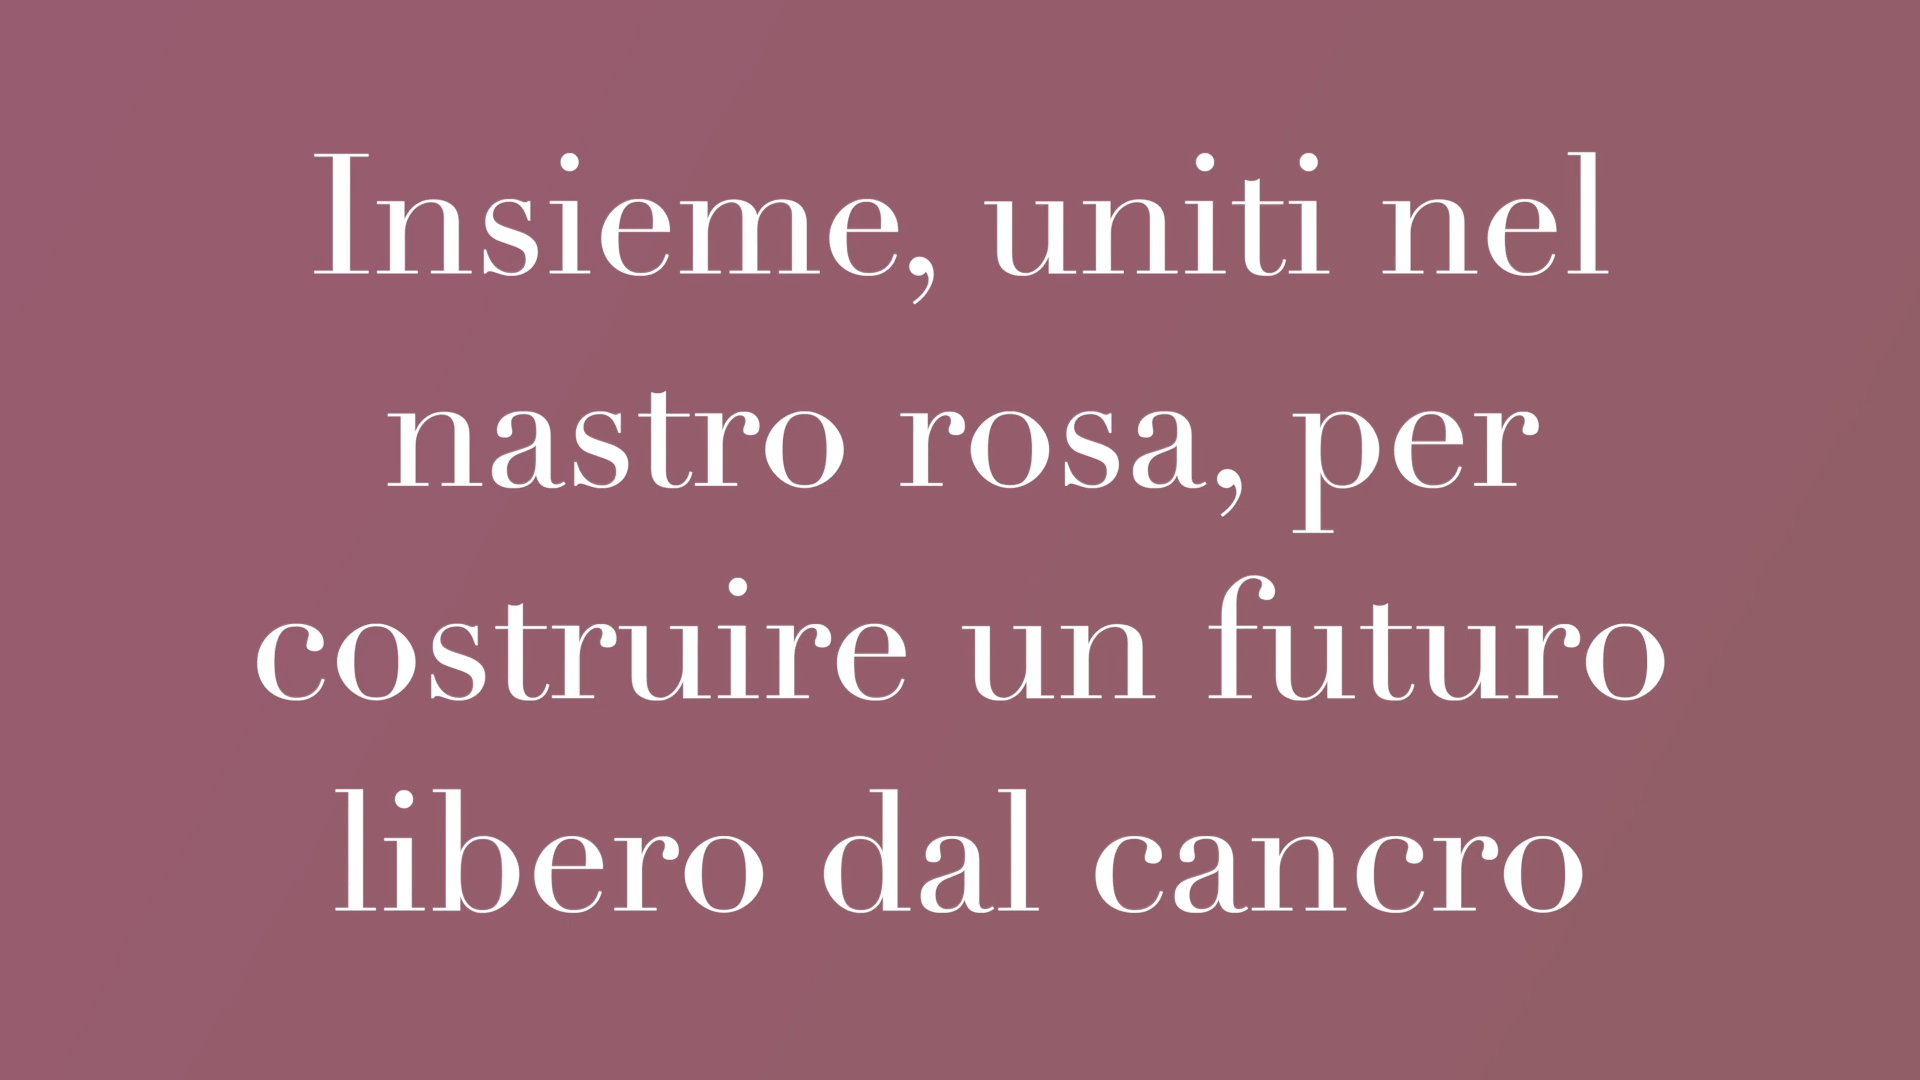 Insieme, uniti nel
nastro rosa, per
costruire un futuro
libero dal cancro